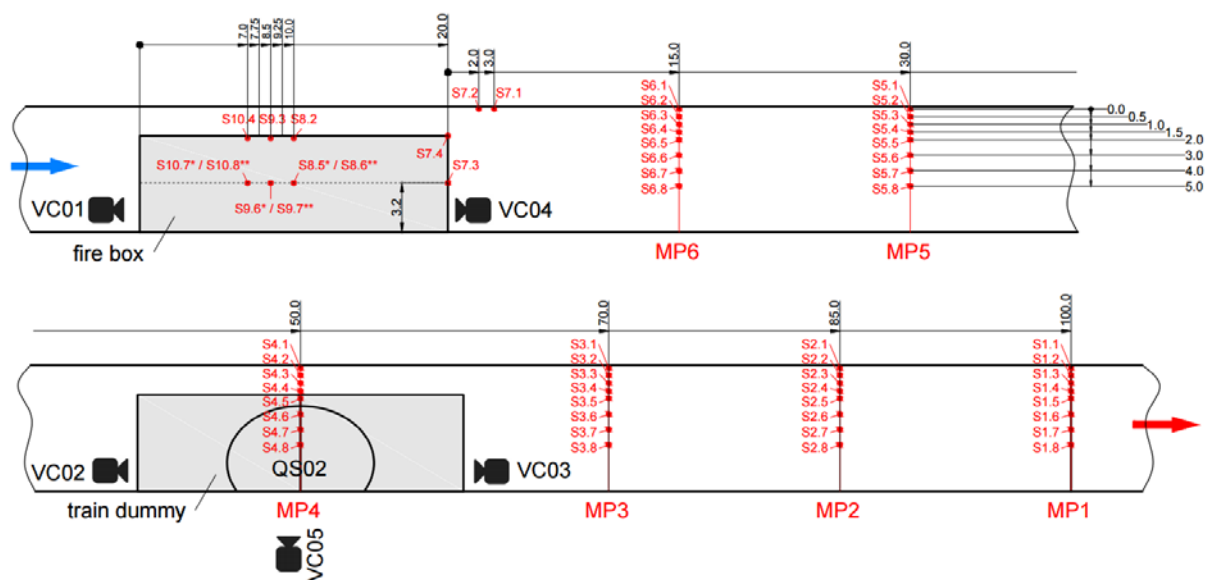 7.0
7.75
8.5
9.25
10.0
20.0
2.0
3.0
15.0
30.0
S7.2
S7.1
S10.4
S9.3
S8.2
S7.4
S10.7* / S10.8**
S8.5* / S8.6**
S7.3
S9.6* / S9.7**
3.2
VC01
VC04
fire box
S6.1
S6.2
S6.3
S6.4
S6.5
S6.6
S6.7
S6.8
MP6
S5.1
S5.2
S5.3
S5.4
S5.5
S5.6
S5.7
S5.8
MP5
0.0
0.5
1.0
1.5
2.0
3.0
4.0
5.0
50.0
70.0
85.0
100.0
S4.1
S4.2
S4.3
S4.4
S4.5
S4.6
S4.7
S4.8
QS02
VC02
VC03
train dummy
MP4
VC05
S3.1
S3.2
S3.3
S3.4
S3.5
S3.6
S3.7
S3.8
MP3
S2.1
S2.2
S2.3
S2.4
S2.5
S2.6
S2.7
S2.8
MP2
S1.1
S1.2
S1.3
S1.4
S1.5
S1.6
S1.7
S1.8
MP1